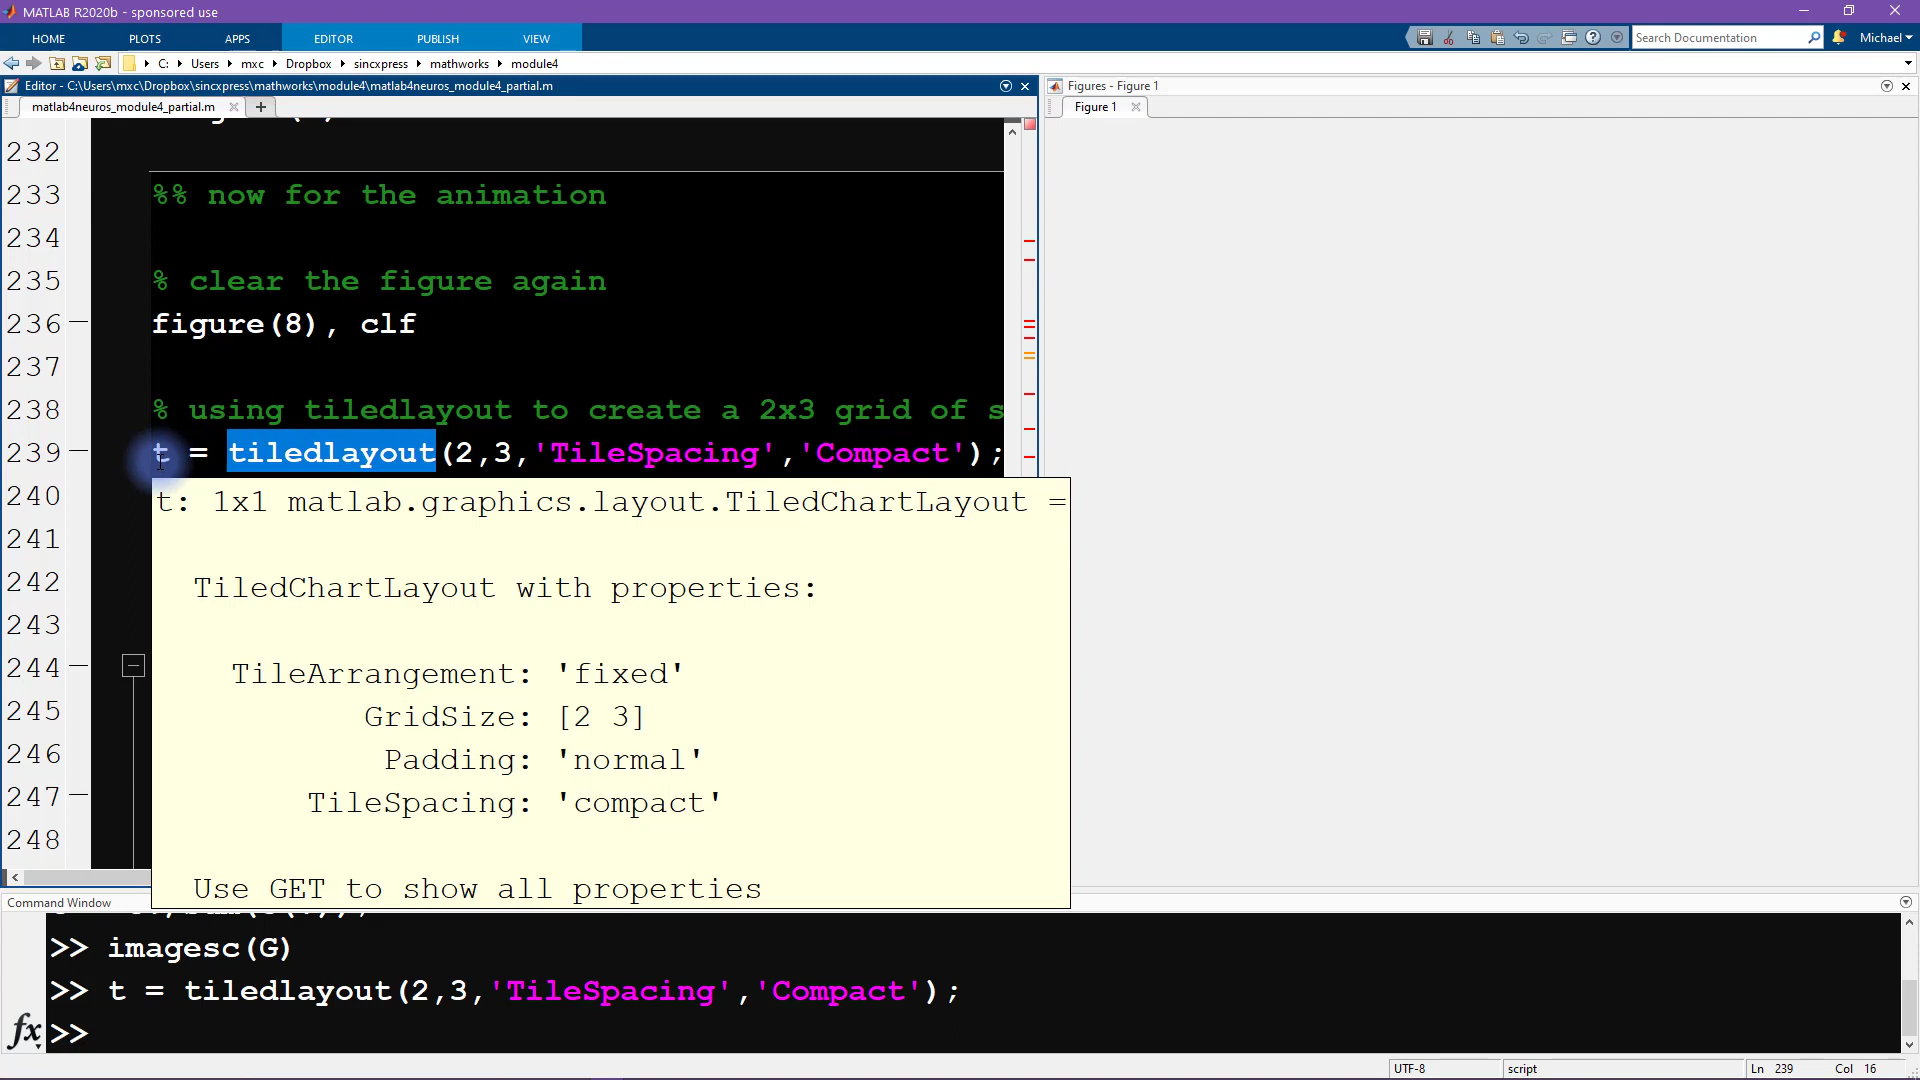 MATLAB R2020b - sponsored use
HOME PLOTS APPS EDITOR PUBLISH VIEW
Search Documentation
Michael
C: Users mxc Dropbox sincxpress mathworks module4
Editor - C:\Users\mxc\Dropbox\sincxpress\mathworks\module4\matlab4neuros_module4_partial.m
matlab4neuros_module4_partial.m
Figures - Figure 1
Figure 1
232
233 %% now for the animation
234
235 % clear the figure again
236 figure(8), clf
237
238 % using tiledlayout to create a 2x3 grid of s
239 t = tiledlayout(2,3,'TileSpacing','Compact');
240
241
242
243
244
245
246
247
248
t: 1x1 matlab.graphics.layout.TiledChartLayout =
TiledChartLayout with properties:
TileArrangement: 'fixed'
GridSize: [2 3]
Padding: 'normal'
TileSpacing: 'compact'
Use GET to show all properties
Command Window
>> imagesc(G)
>> t = tiledlayout(2,3,'TileSpacing','Compact');
fx >>
UTF-8 script Ln 239 Col 16